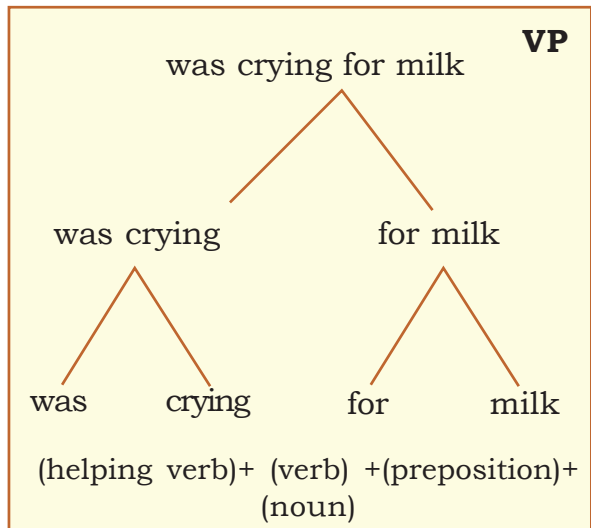 VP
was crying for milk
was crying for milk
was crying for milk
(helping verb)+ (verb) +(preposition)+
(noun)